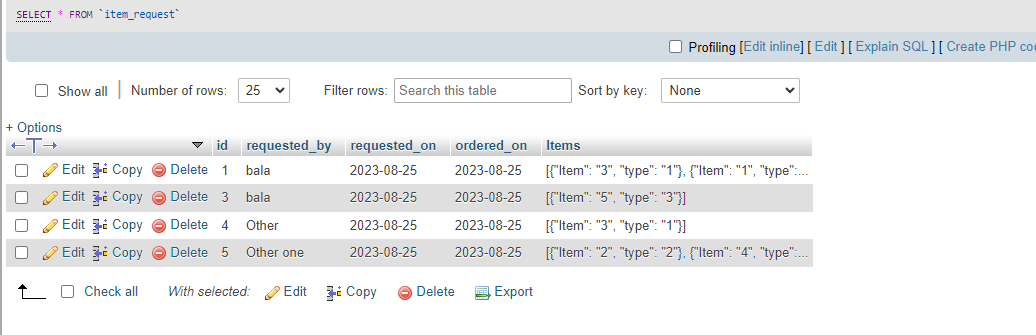 SELECT * FROM `item_request`
Profiling [Edit inline] [ Edit ] [ Explain SQL ] [ Create PHP co
Show all | Number of rows: 25 Filter rows: Search this table Sort by key: None
+ Options
←T→ id requested_by requested_on ordered_on Items
Edit Copy Delete 1 bala 2023-08-25 2023-08-25 [{"Item": "3", "type": "1"}, {"Item": "1", "type":...
Edit Copy Delete 3 bala 2023-08-25 2023-08-25 [{"Item": "5", "type": "3"}]
Edit Copy Delete 4 Other 2023-08-25 2023-08-25 [{"Item": "3", "type": "1"}]
Edit Copy Delete 5 Other one 2023-08-25 2023-08-25 [{"Item": "2", "type": "2"}, {"Item": "4", "type":...
Check all With selected: Edit Copy Delete Export